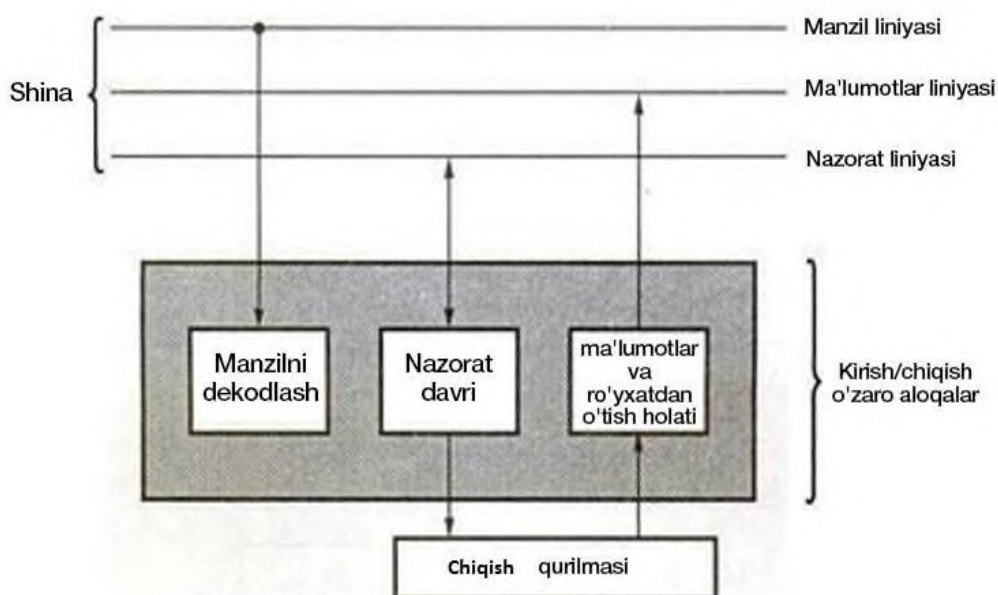 Manzil liniyasi
Shina
Ma'lumotlar liniyasi
Nazorat liniyasi
Manzilni
dekodlash
Nazorat
davri
ma'lumotlar
va
ro'yxatdan
o'tish holati
Kirish/chiqish
o'zaro aloqalar
Chiqish qurilmasi